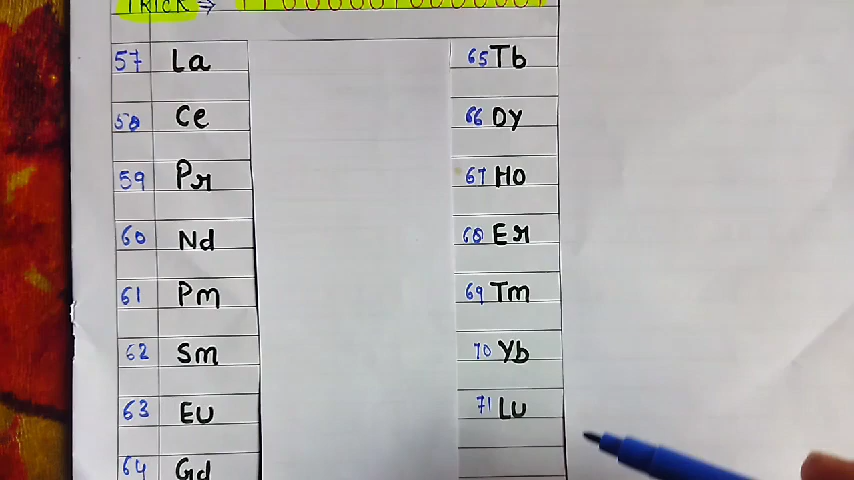 TRICK ⇒
57 La
58 Ce
59 Pr
60 Nd
61 Pm
62 Sm
63 Eu
64 Gd
65 Tb
66 Dy
67 Ho
68 Er
69 Tm
70 Yb
71 Lu